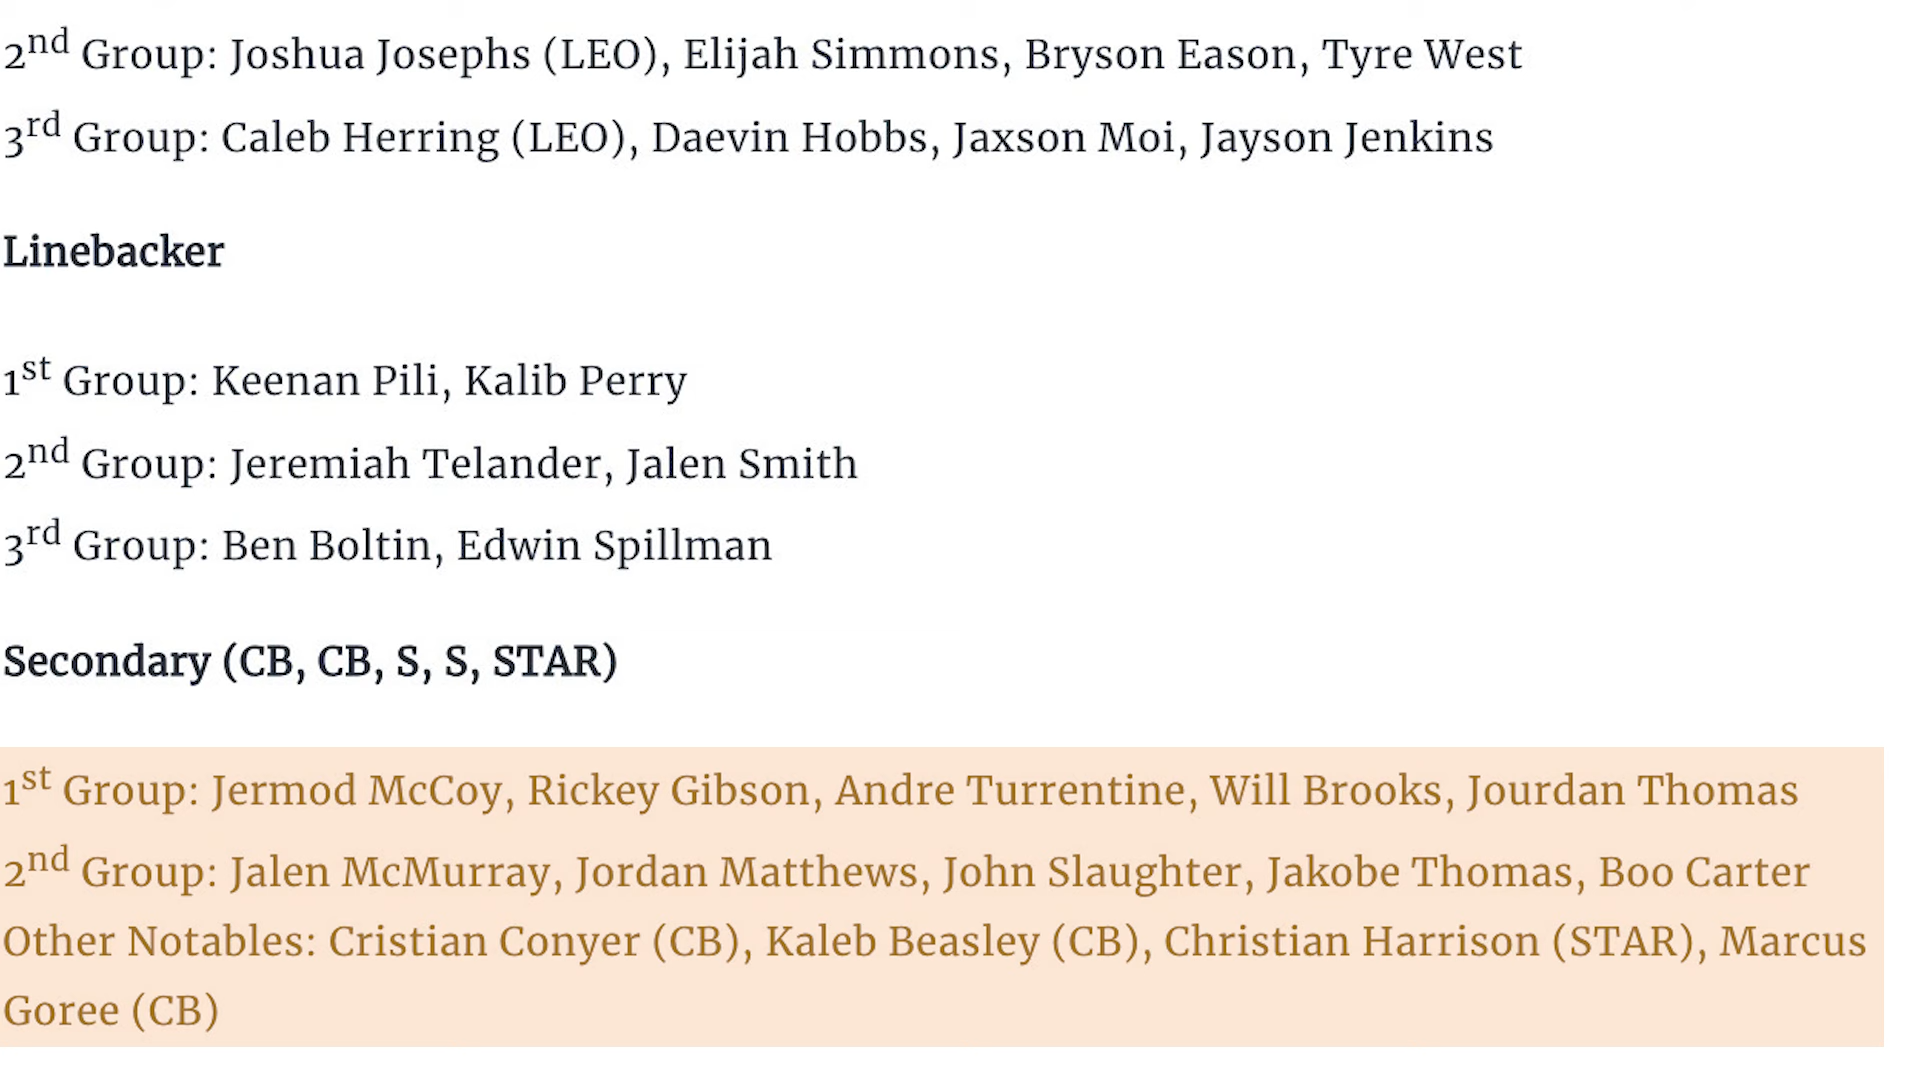 2nd Group: Joshua Josephs (LEO), Elijah Simmons, Bryson Eason, Tyre West
3rd Group: Caleb Herring (LEO), Daevin Hobbs, Jaxson Moi, Jayson Jenkins
Linebacker
1st Group: Keenan Pili, Kalib Perry
2nd Group: Jeremiah Telander, Jalen Smith
3rd Group: Ben Boltin, Edwin Spillman
Secondary (CB, CB, S, S, STAR)
1st Group: Jermod McCoy, Rickey Gibson, Andre Turrentine, Will Brooks, Jourdan Thomas
2nd Group: Jalen McMurray, Jordan Matthews, John Slaughter, Jakobe Thomas, Boo Carter
Other Notables: Cristian Conyer (CB), Kaleb Beasley (CB), Christian Harrison (STAR), Marcus
Goree (CB)